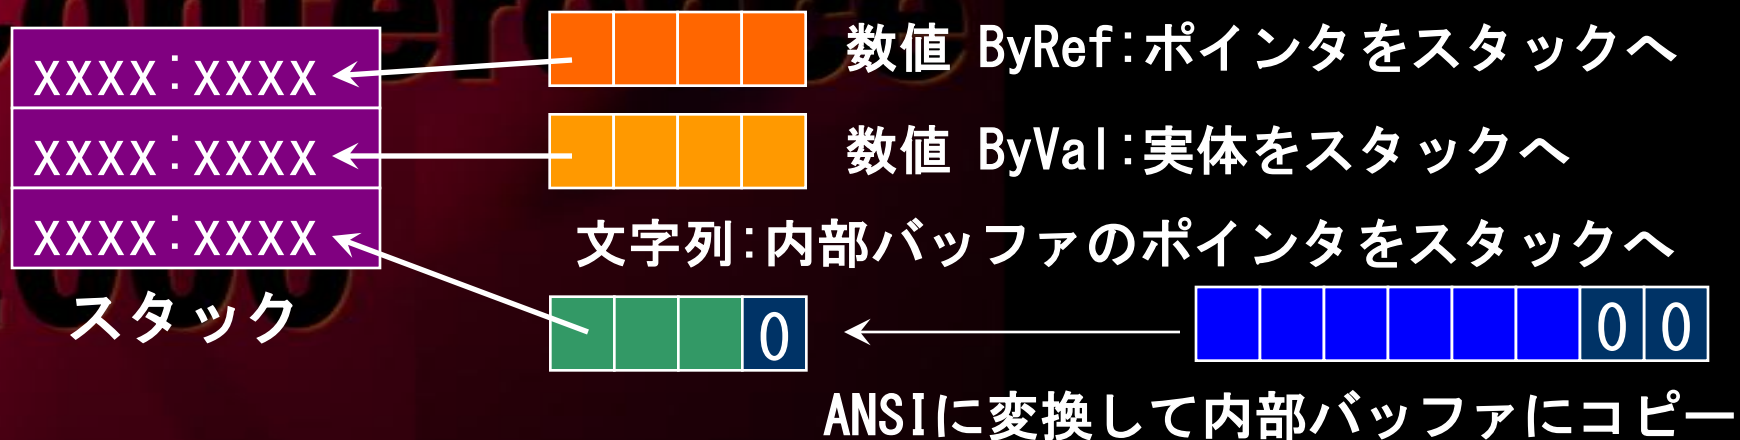 onference
数値 ByRef:ポインタをスタックへ
xxxx:xxxx
数値 ByVal:実体をスタックへ
xxxx:xxxx
文字列:内部バッファのポインタをスタックへ
xxxx:xxxx
スタック
0
0 0
ANSIに変換して内部バッファにコピー